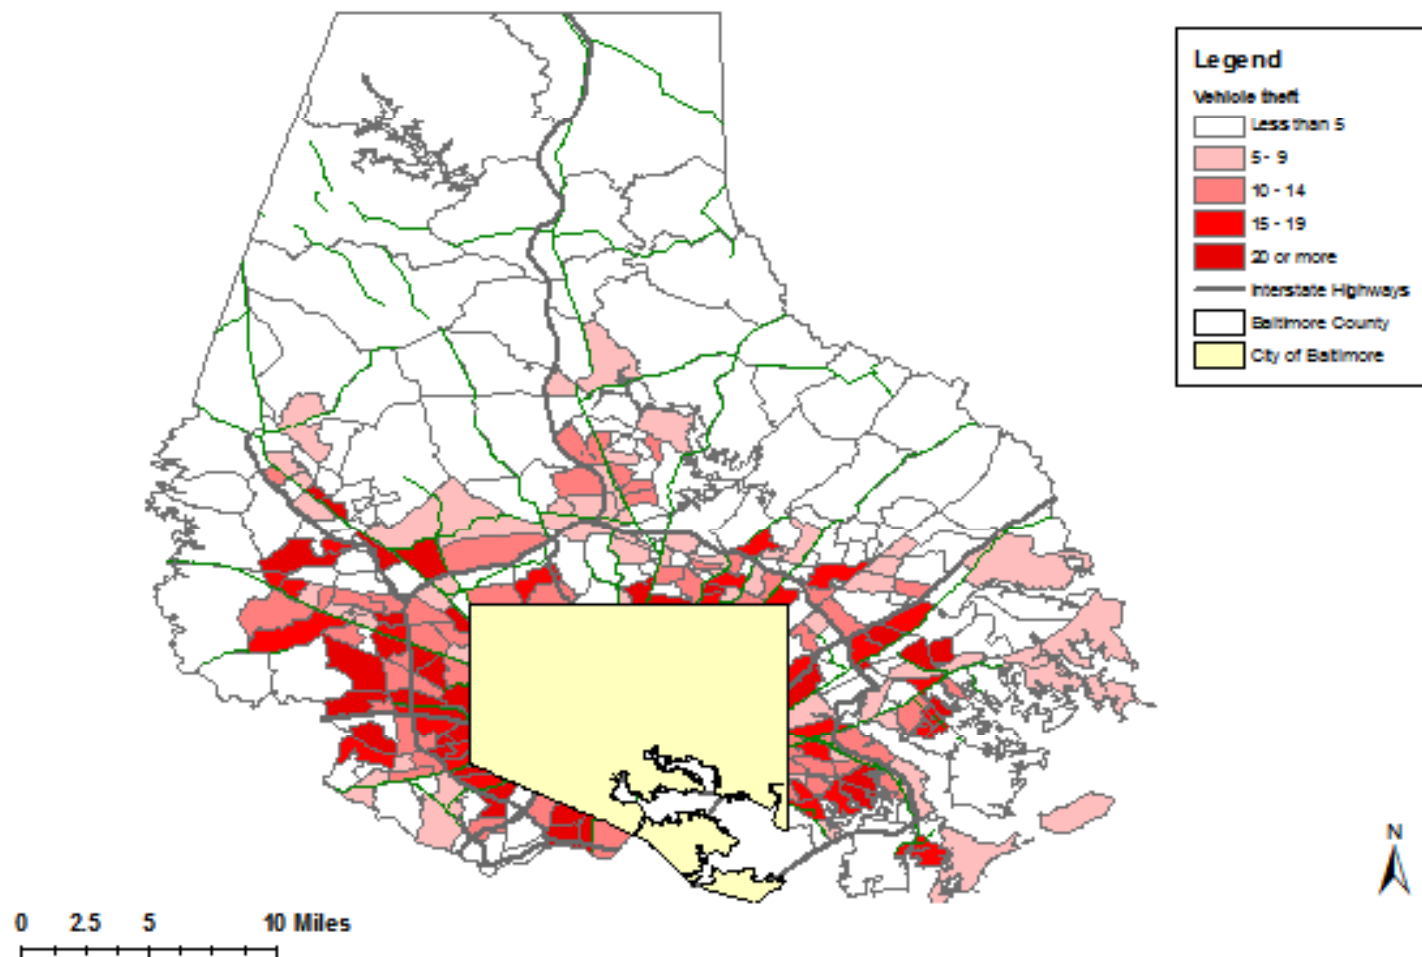 Legend
Vehicle theft
Less than 5
5 - 9
10 - 14
15 - 19
20 or more
Interstate Highways
Baltimore County
City of Baltimore
N
0 2.5 5 10 Miles